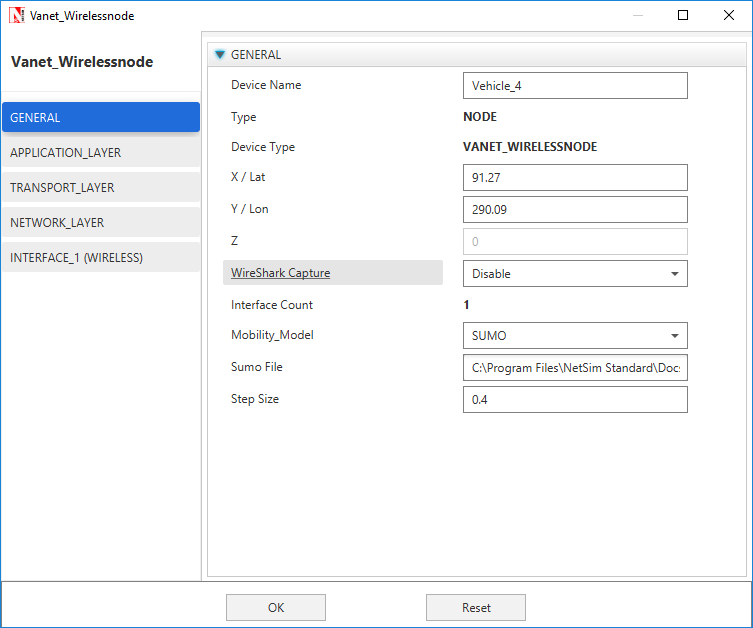 Vanet_Wirelessnode
Vanet_Wirelessnode
GENERAL
APPLICATION_LAYER
TRANSPORT_LAYER
NETWORK_LAYER
INTERFACE_1 (WIRELESS)
GENERAL
Device Name Vehicle_4
Type NODE
Device Type VANET_WIRELESSNODE
X / Lat 91.27
Y / Lon 290.09
Z 0
WireShark Capture Disable
Interface Count 1
Mobility_Model SUMO
Sumo File C:\Program Files\NetSim Standard\Docs
Step Size 0.4
OK Reset